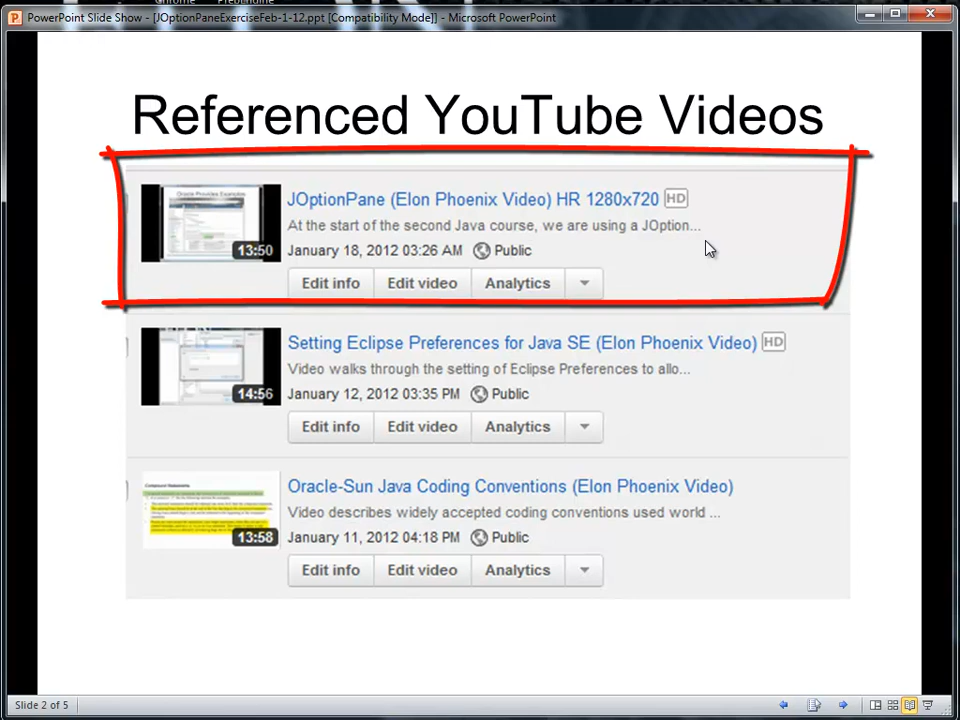 PowerPoint Slide Show - [JOptionPaneExerciseFeb-1-12.ppt [Compatibility Mode]] - Microsoft PowerPoint
Referenced YouTube Videos
Oracle Provides Examples
13:50
JOptionPane (Elon Phoenix Video) HR 1280x720 HD
At the start of the second Java course, we are using a JOption...
January 18, 2012 03:26 AM Public
Edit info Edit video Analytics
14:56
Setting Eclipse Preferences for Java SE (Elon Phoenix Video) HD
Video walks through the setting of Eclipse Preferences to allo...
January 12, 2012 03:35 PM Public
Edit info Edit video Analytics
Compound Statements
13:58
Oracle-Sun Java Coding Conventions (Elon Phoenix Video)
Video describes widely accepted coding conventions used world ...
January 11, 2012 04:18 PM Public
Edit info Edit video Analytics
Slide 2 of 5